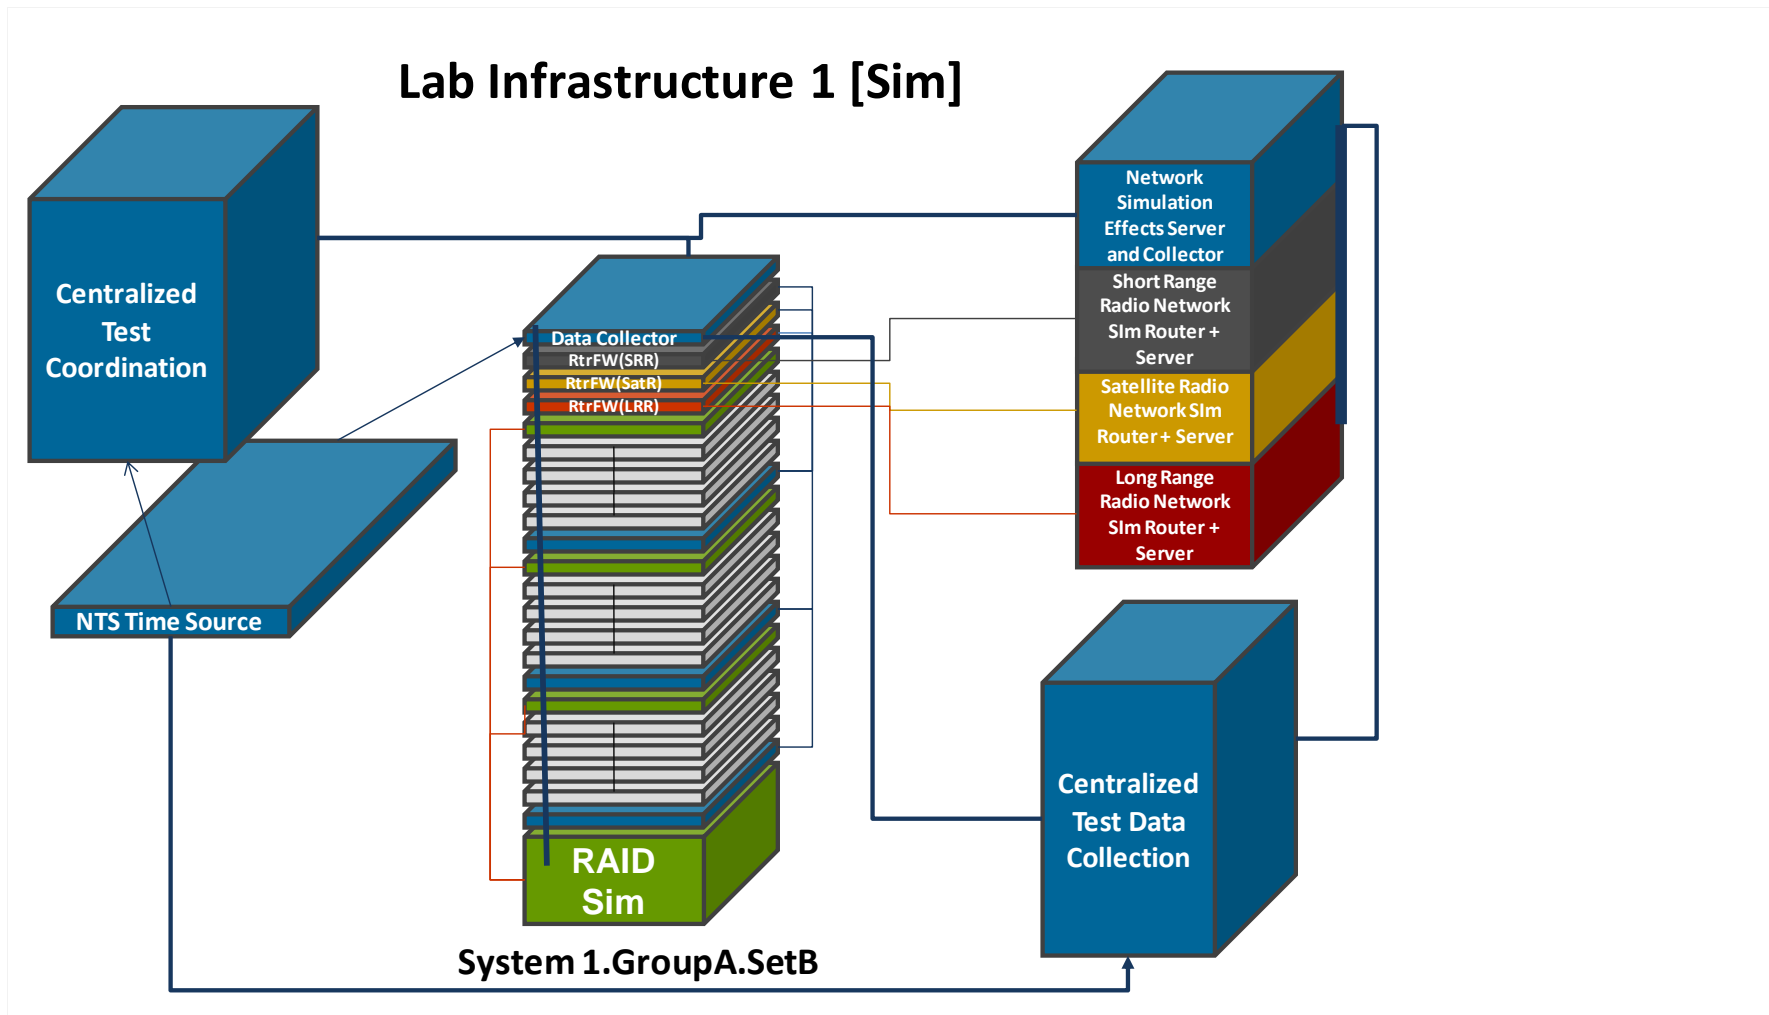 Lab Infrastructure 1 [Sim]
Centralized
Test
Coordination
NTS Time Source
Data Collector
RtrFW(SRR)
RtrFW(SatR)
RtrFW(LRR)
RAID
Sim
System 1.GroupA.SetB
Network
Simulation
Effects Server
and Collector
Short Range
Radio Network
SIm Router +
Server
Satellite Radio
Network SIm
Router + Server
Long Range
Radio Network
SIm Router +
Server
Centralized
Test Data
Collection